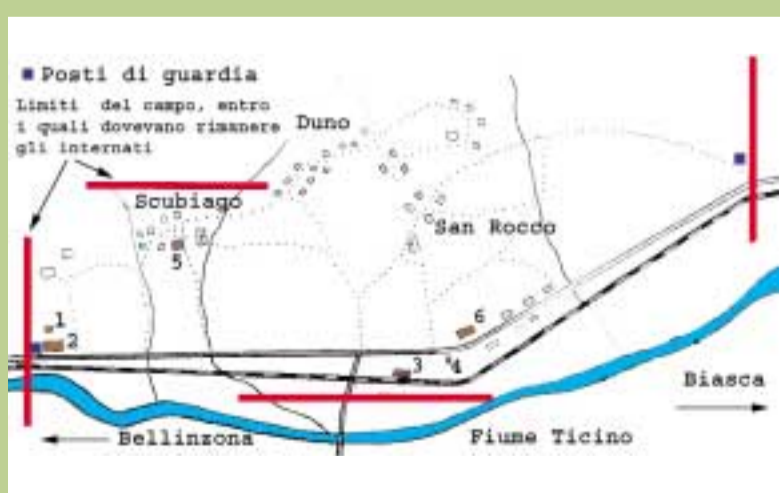 Posti di guardia
Limiti del campo, entro
i quali dovevano rimanere
gli internati
Duno
Scubiago
San Rocco
5
1
2
6
3
4
Biasca
Bellinzona
Fiume Ticino